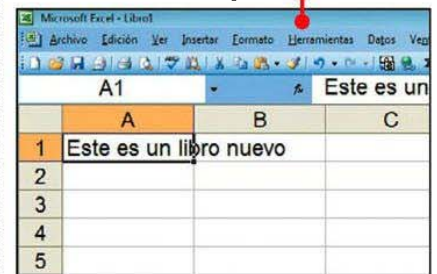 Microsoft Excel - Libro1
Archivo Edición Ver Insertar Formato Herramientas Datos
A1 Este es un
A B C
1 Este es un libro nuevo
2
3
4
5